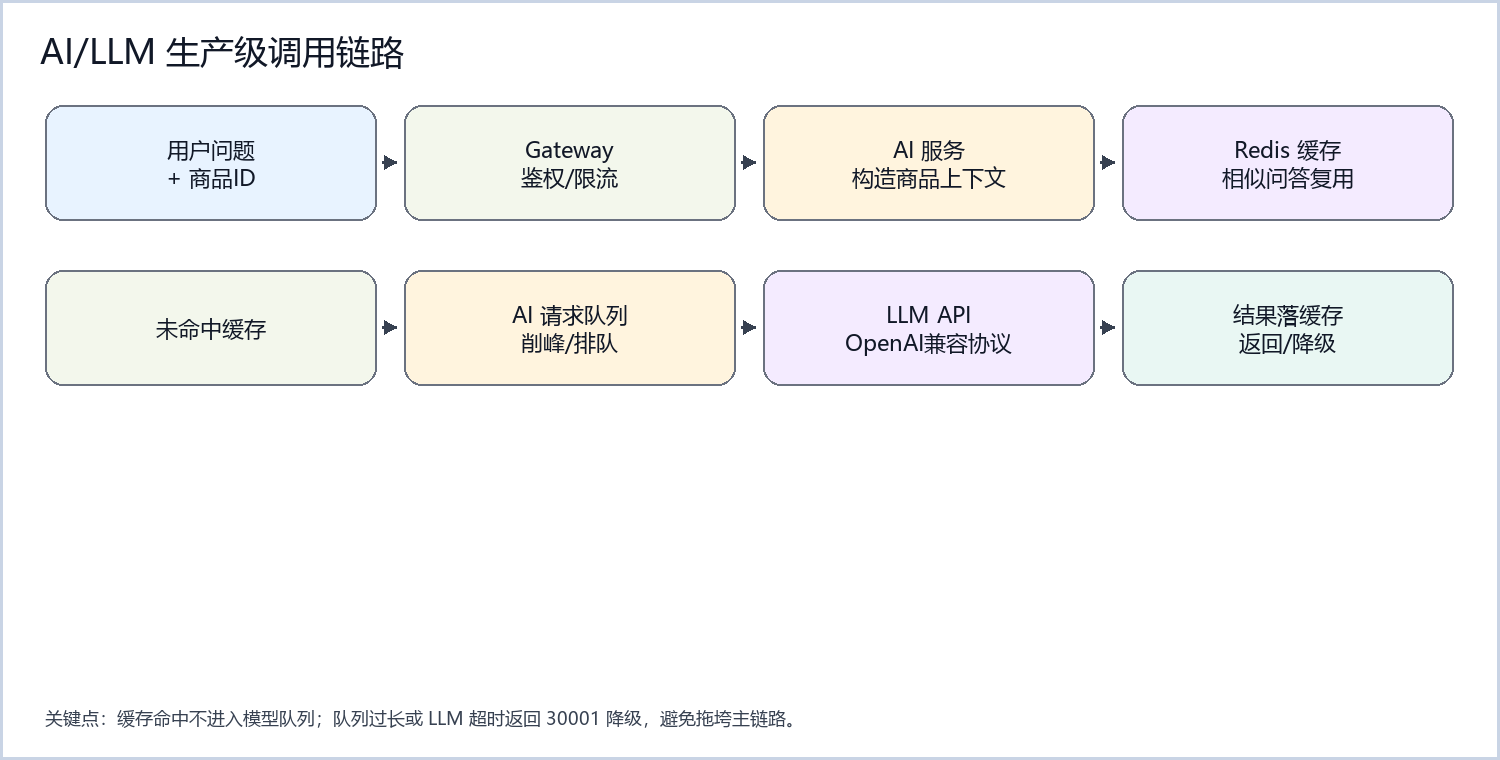 AI/LLM 生产级调用链路
用户问题
+ 商品ID
Gateway
鉴权/限流
AI 服务
构造商品上下文
Redis 缓存
相似问答复用
未命中缓存
AI 请求队列
削峰/排队
LLM API
OpenAI兼容协议
结果落缓存
返回/降级
关键点：缓存命中不进入模型队列；队列过长或 LLM 超时返回 30001 降级，避免拖垮主链路。